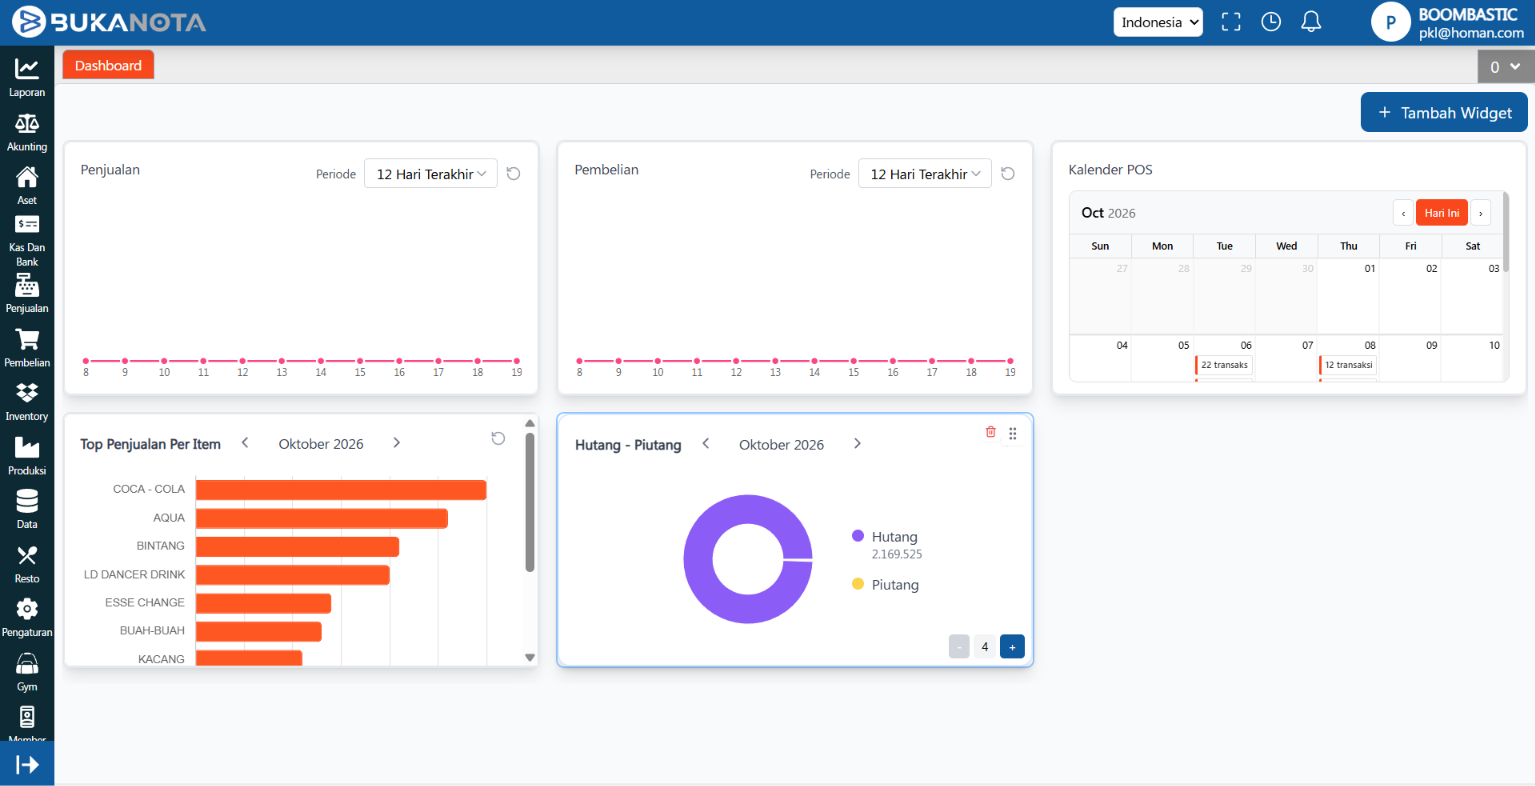 BUKANOTA
Indonesia
P
BOOMBASTIC
pkl@homan.com
Laporan
Akunting
Aset
Kas Dan
Bank
Penjualan
Pembelian
Inventory
Produksi
Data
Resto
Pengaturan
Gym
Member
Dashboard
0
+ Tambah Widget
Penjualan
Periode
12 Hari Terakhir
8 9 10 11 12 13 14 15 16 17 18 19
Pembelian
Periode
12 Hari Terakhir
8 9 10 11 12 13 14 15 16 17 18 19
Kalender POS
Oct 2026
‹ Hari Ini ›
Sun Mon Tue Wed Thu Fri Sat
27 28 29 30 01 02 03
04 05 06 07 08 09 10
22 transaks
12 transaksi
Top Penjualan Per Item
Oktober 2026
COCA - COLA
AQUA
BINTANG
LD DANCER DRINK
ESSE CHANGE
BUAH-BUAH
KACANG
Hutang - Piutang
Oktober 2026
Hutang
2.169.525
Piutang
- 4 +